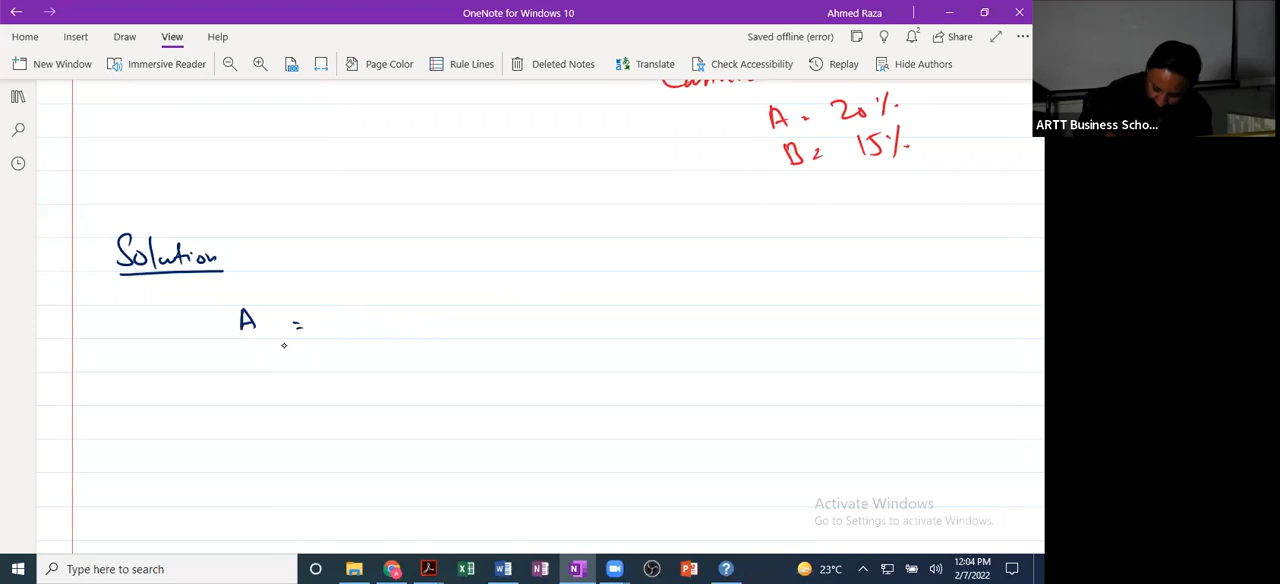 OneNote for Windows 10
Ahmed Raza
Home Insert Draw View Help
Saved offline (error) 2 Share
New Window Immersive Reader Page Color Rule Lines Deleted Notes Translate Check Accessibility Replay Hide Authors
A = 20%.
B = 15%.
ARTT Business Scho...
Solution
A =
Activate Windows
Go to Settings to activate Windows.
Type here to search
23°C
12:04 PM
2/7/2022